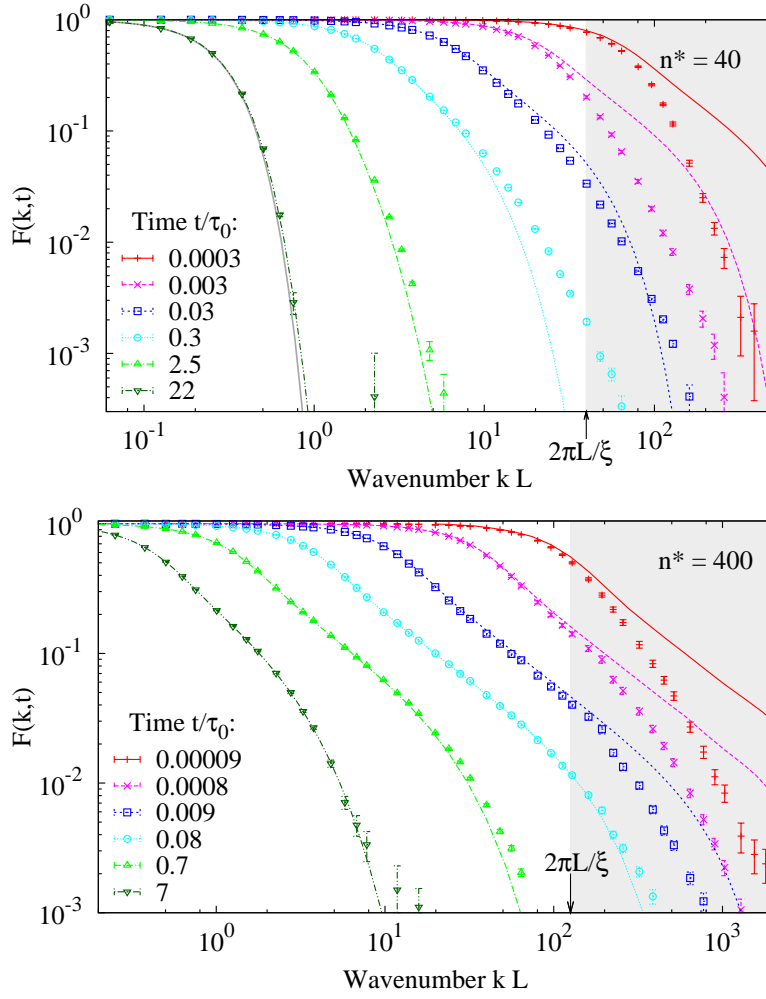 10^0
10^-1
10^-2
10^-3
F(k,t)
n* = 40
Time t/τ0:
0.0003
0.003
0.03
0.3
2.5
22
10^-1
10^0
10^1
10^2
2πL/ξ
Wavenumber k L
10^0
10^-1
10^-2
10^-3
F(k,t)
n* = 400
Time t/τ0:
0.00009
0.0008
0.009
0.08
0.7
7
2πL/ξ
10^0
10^1
10^2
10^3
Wavenumber k L